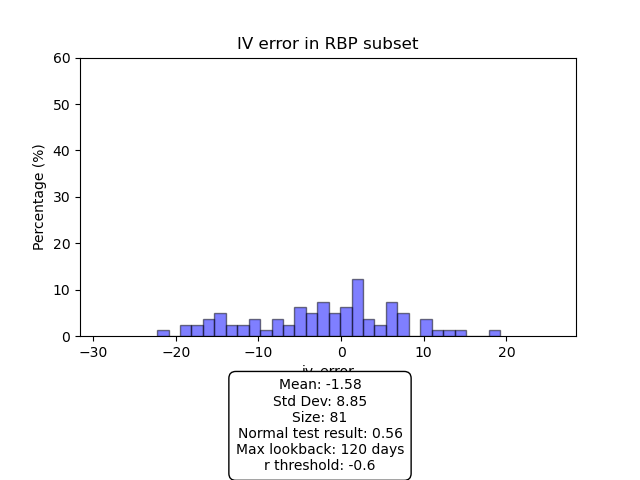 IV error in RBP subset
60
50
40
30
20
10
0
Percentage (%)
−30
−20
−10
0
10
20
iv_error
Mean: -1.58
Std Dev: 8.85
Size: 81
Normal test result: 0.56
Max lookback: 120 days
r threshold: -0.6